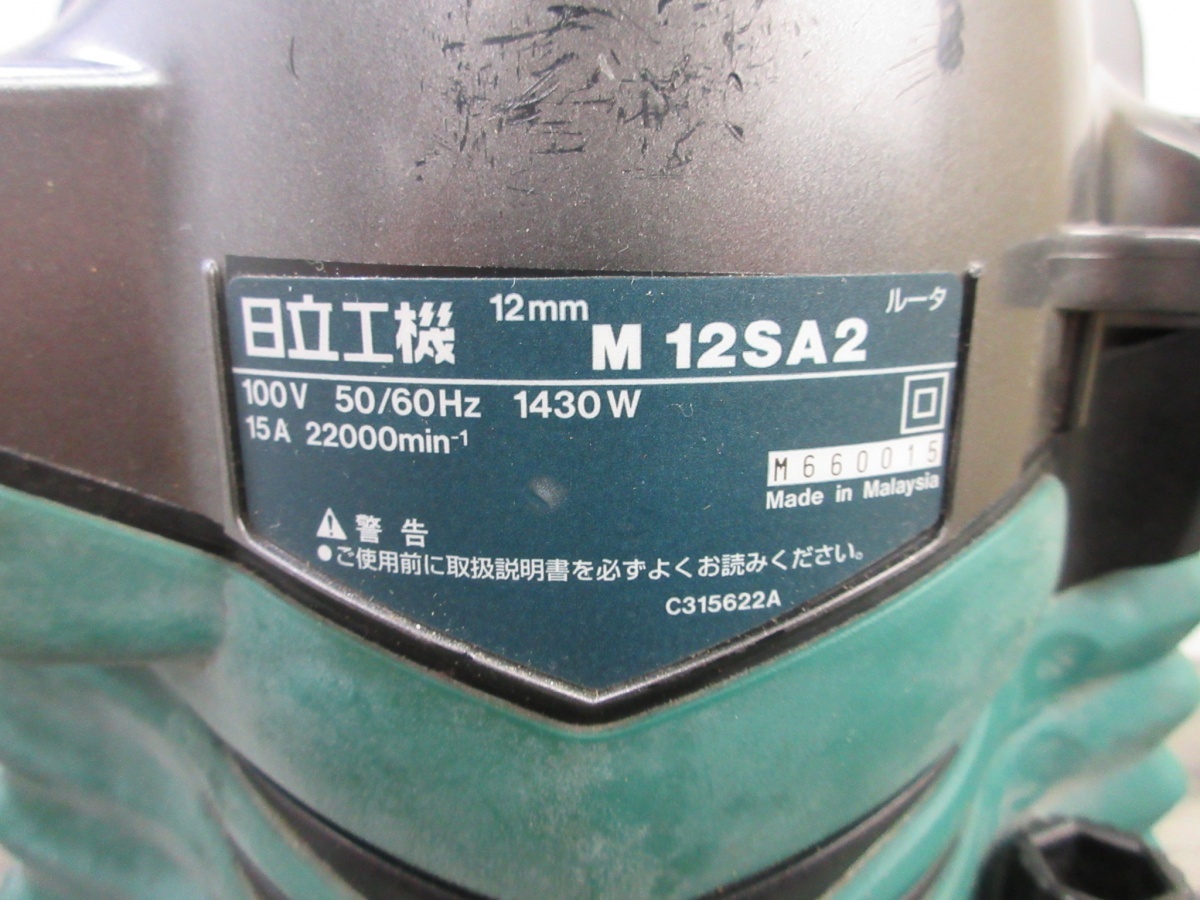 日立工機 12mm M 12SA2 ルータ
100V 50/60Hz 1430W
15A 22000min-1
M660015
Made in Malaysia
警告
●ご使用前に取扱説明書を必ずよくお読みください。
C315622A